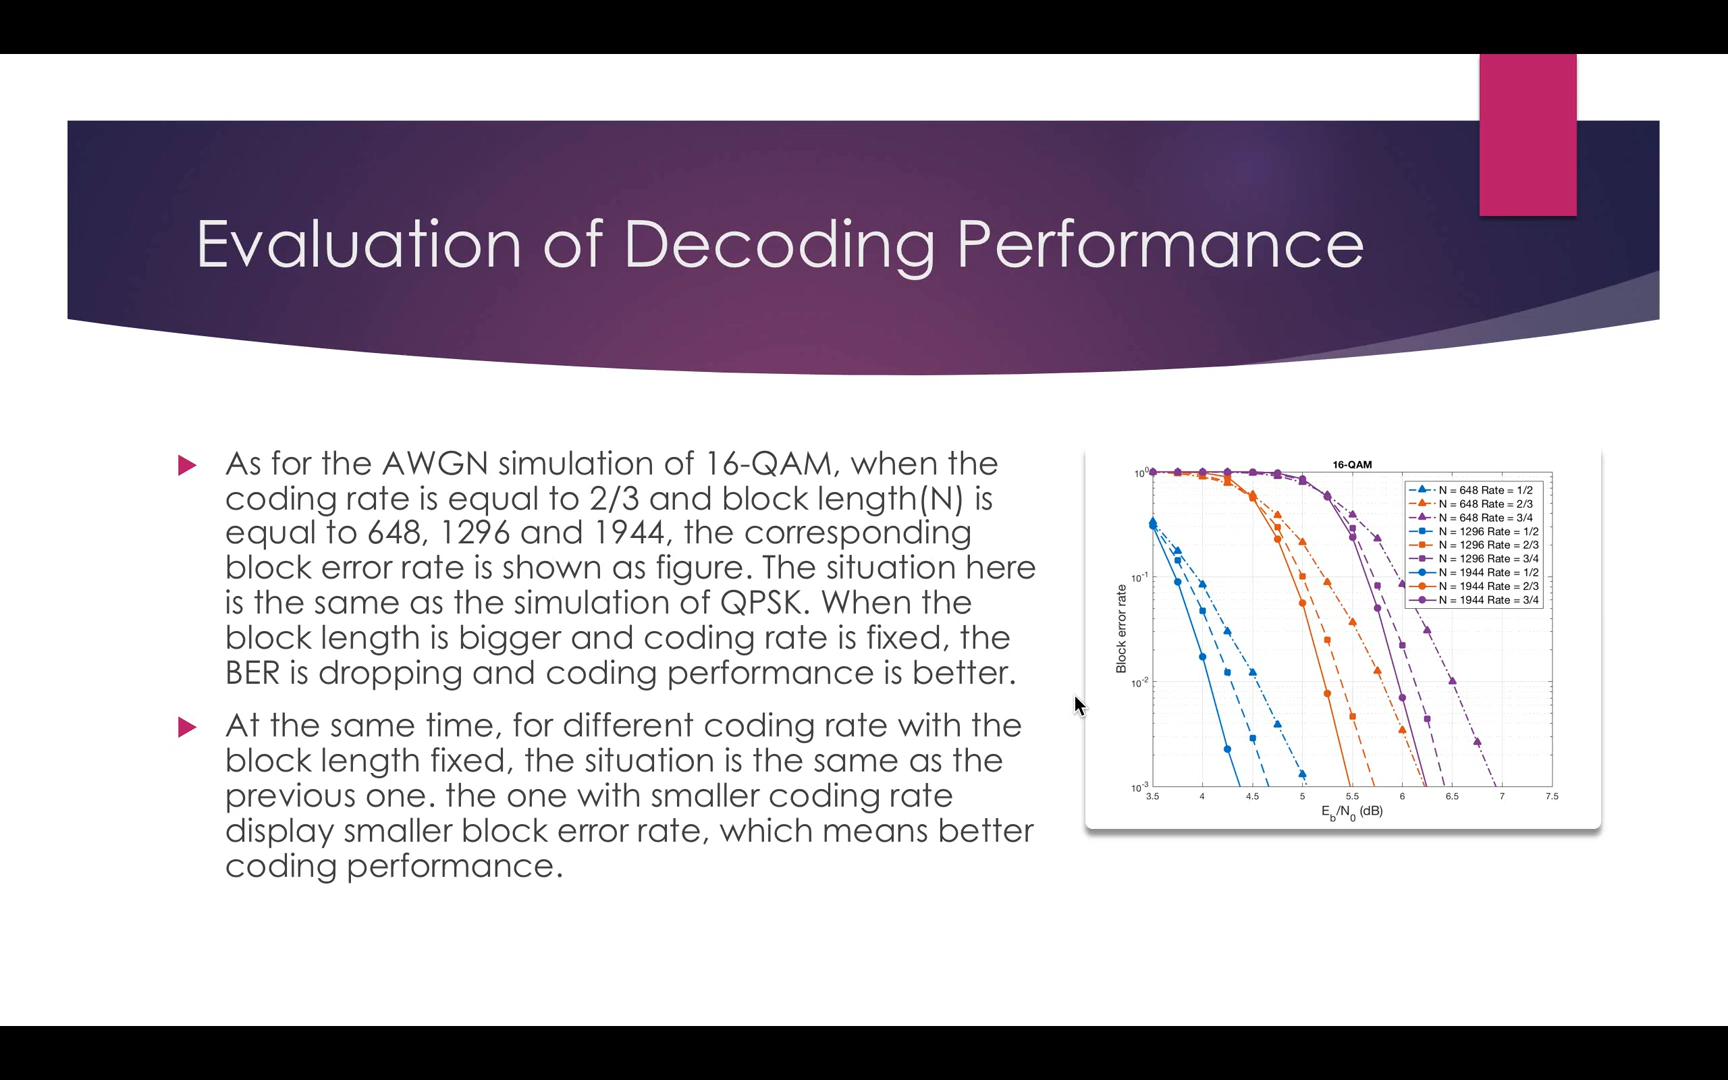 Evaluation of Decoding Performance
As for the AWGN simulation of 16-QAM, when the
coding rate is equal to 2/3 and block length(N) is
equal to 648, 1296 and 1944, the corresponding
block error rate is shown as figure. The situation here
is the same as the simulation of QPSK. When the
block length is bigger and coding rate is fixed, the
BER is dropping and coding performance is better.
At the same time, for different coding rate with the
block length fixed, the situation is the same as the
previous one. the one with smaller coding rate
display smaller block error rate, which means better
coding performance.
16-QAM
10⁰
10⁻¹
10⁻²
10⁻³
Block error rate
N = 648 Rate = 1/2
N = 648 Rate = 2/3
N = 648 Rate = 3/4
N = 1296 Rate = 1/2
N = 1296 Rate = 2/3
N = 1296 Rate = 3/4
N = 1944 Rate = 1/2
N = 1944 Rate = 2/3
N = 1944 Rate = 3/4
3.5 4 4.5 5 5.5 6 6.5 7 7.5
E_b/N_0 (dB)